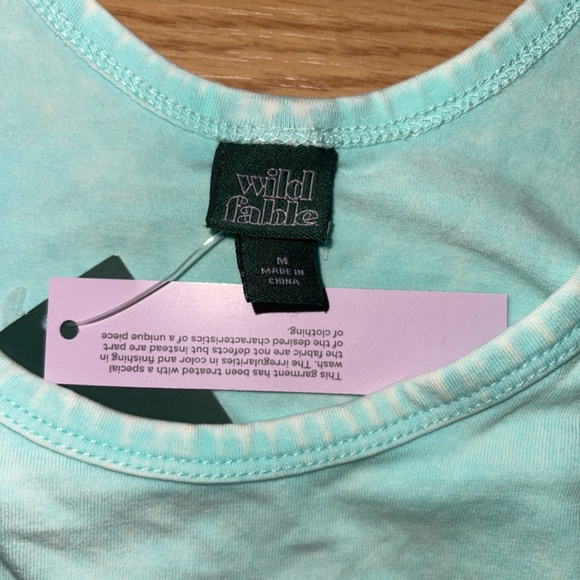 wild
fable
M
MADE IN
CHINA
This garment has been treated with a special
wash. The irregularities in color and finishing in
the fabric are not defects but instead are part
of the desired characteristics of a unique piece
of clothing.